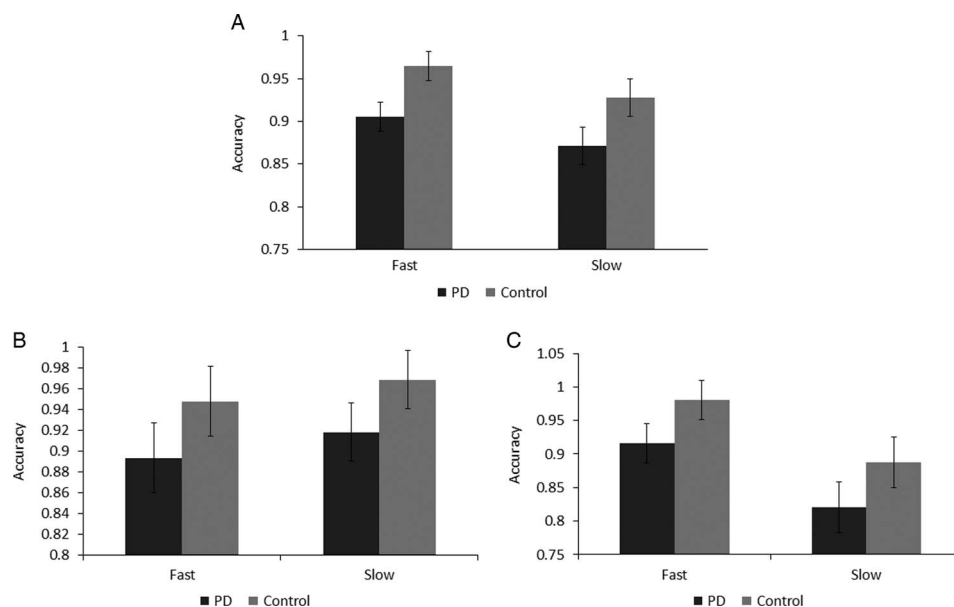 A
1
0.95
0.9
0.85
0.8
0.75
Accuracy
Fast Slow
PD Control
B
1
0.98
0.96
0.94
0.92
0.9
0.88
0.86
0.84
0.82
0.8
Accuracy
Fast Slow
PD Control
C
1.05
1
0.95
0.9
0.85
0.8
0.75
Accuracy
Fast Slow
PD Control